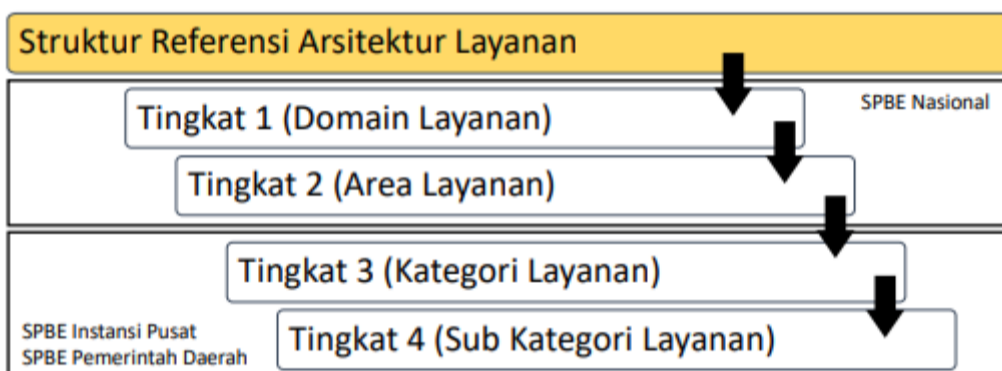 Struktur Referensi Arsitektur Layanan
SPBE Nasional
Tingkat 1 (Domain Layanan)
Tingkat 2 (Area Layanan)
Tingkat 3 (Kategori Layanan)
SPBE Instansi Pusat
SPBE Pemerintah Daerah
Tingkat 4 (Sub Kategori Layanan)